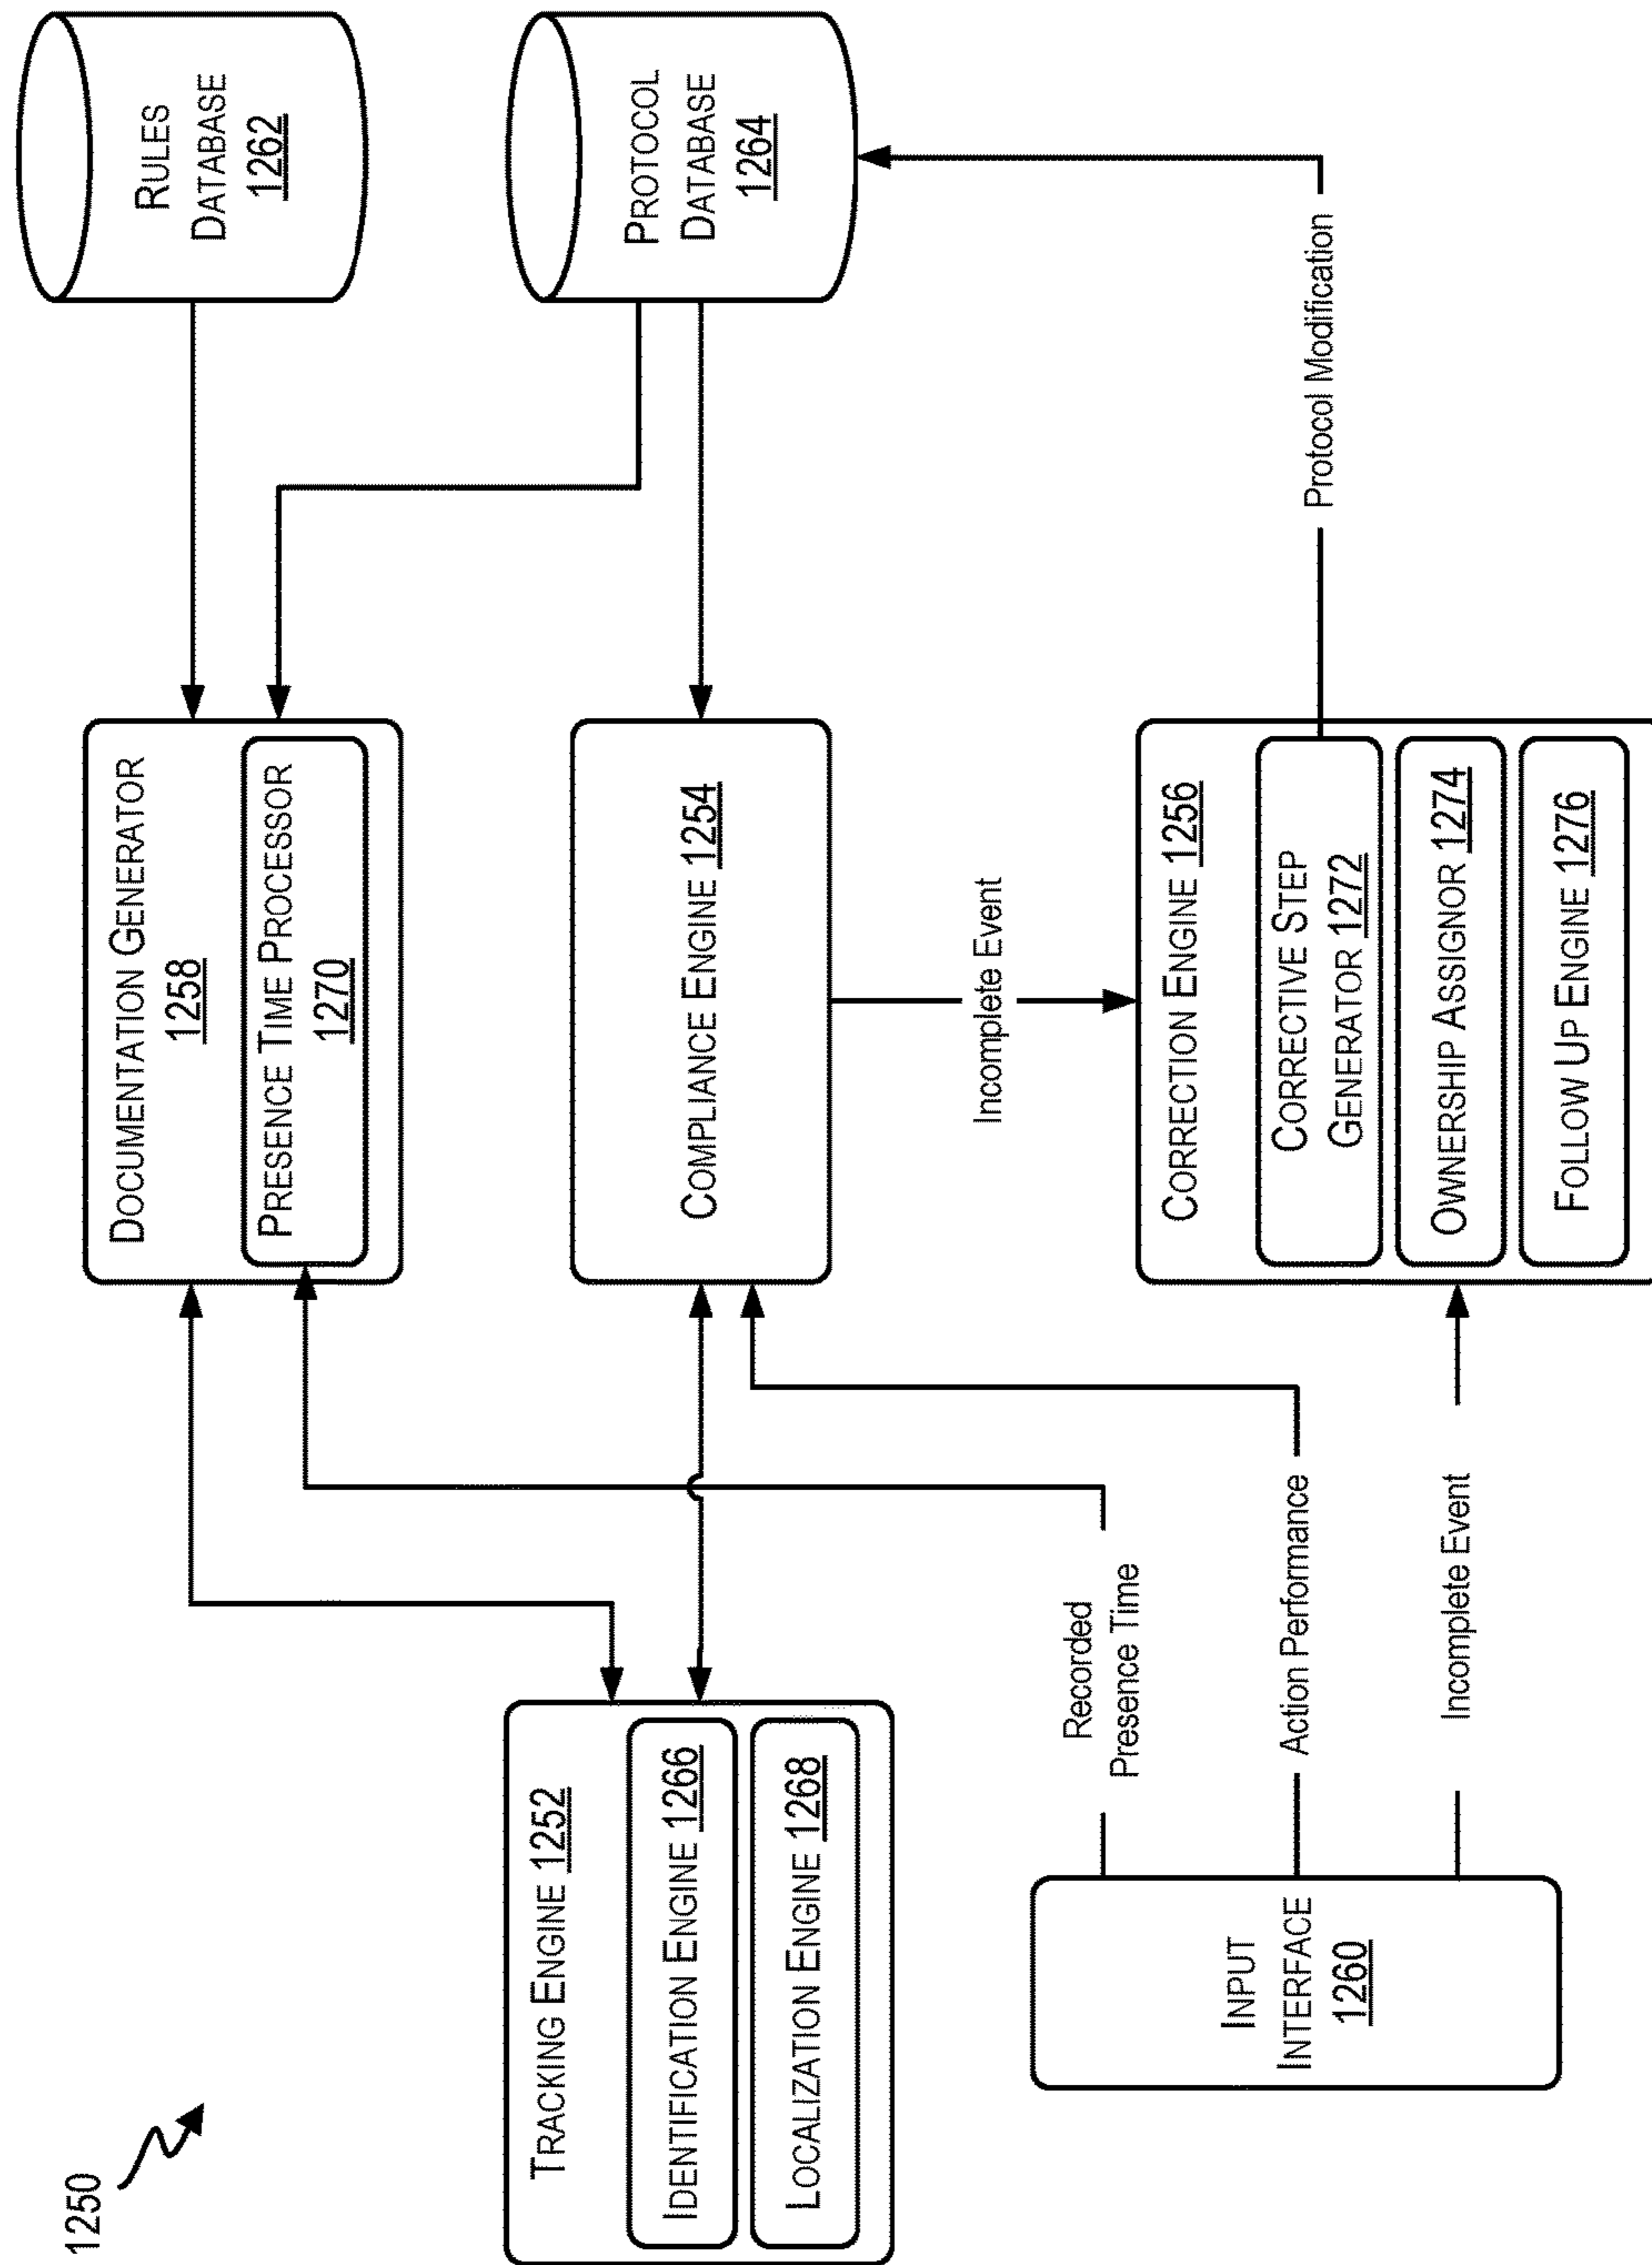 1250
TRACKING ENGINE 1252
IDENTIFICATION ENGINE 1266
LOCALIZATION ENGINE 1268
INPUT
INTERFACE
1260
Recorded
Presence Time
Action Performance
Incomplete Event
DOCUMENTATION GENERATOR
1258
PRESENCE TIME PROCESSOR
1270
COMPLIANCE ENGINE 1254
Incomplete Event
CORRECTION ENGINE 1256
CORRECTIVE STEP
GENERATOR 1272
OWNERSHIP ASSIGNOR 1274
FOLLOW UP ENGINE 1276
RULES
DATABASE
1262
PROTOCOL
DATABASE
1264
Protocol Modification